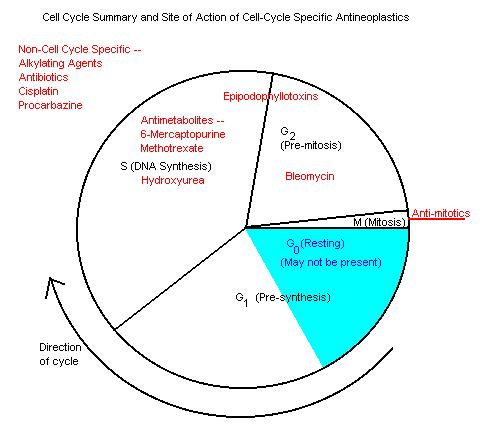 Cell Cycle Summary and Site of Action of Cell-Cycle Specific Antineoplastics
Non-Cell Cycle Specific --
Alkylating Agents
Antibiotics
Cisplatin
Procarbazine
Epipodophyllotoxins
Antimetabolites --
6-Mercaptopurine
Methotrexate
S (DNA Synthesis)
Hydroxyurea
G2
(Pre-mitosis)
Bleomycin
Anti-mitotics
M (Mitosis)
G0 (Resting)
(May not be present)
G1 (Pre-synthesis)
Direction
of cycle